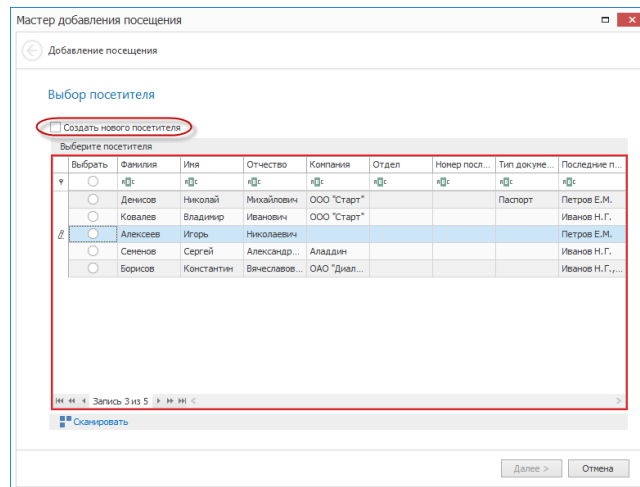 Мастер добавления посещения
Добавление посещения
Выбор посетителя
Создать нового посетителя
Выберите посетителя
Выбрать Фамилия Имя Отчество Компания Отдел Номер посл... Тип докуме... Последние п...
Денисов Николай Михайлович ООО "Старт" Паспорт Петров Е.М.
Ковалев Владимир Иванович ООО "Старт" Иванов Н.Г.
Алексеев Игорь Николаевич Петров Е.М.
Семенов Сергей Александр... Аладдин Иванов Н.Г.
Борисов Константин Вячеславов... ОАО "Диал... Иванов Н.Г.,...
Запись 3 из 5
Сканировать
Далее > Отмена